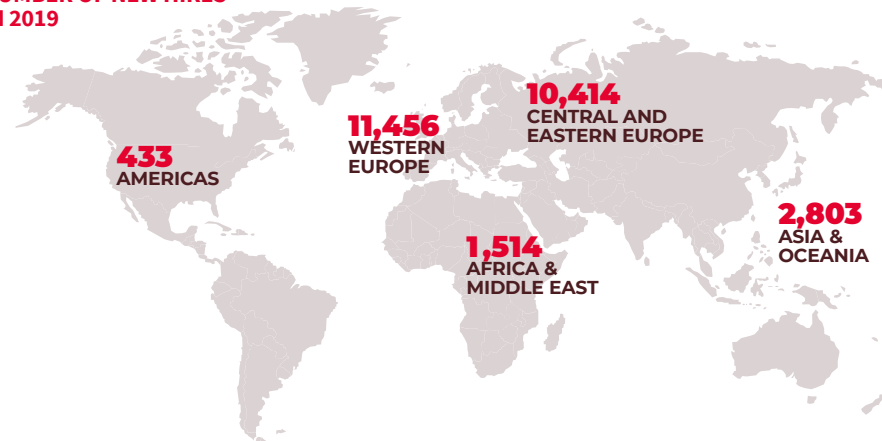 2019
10,414
CENTRAL AND
EASTERN EUROPE
11,456
WESTERN
EUROPE
433
AMERICAS
2,803
ASIA &
OCEANIA
1,514
AFRICA &
MIDDLE EAST